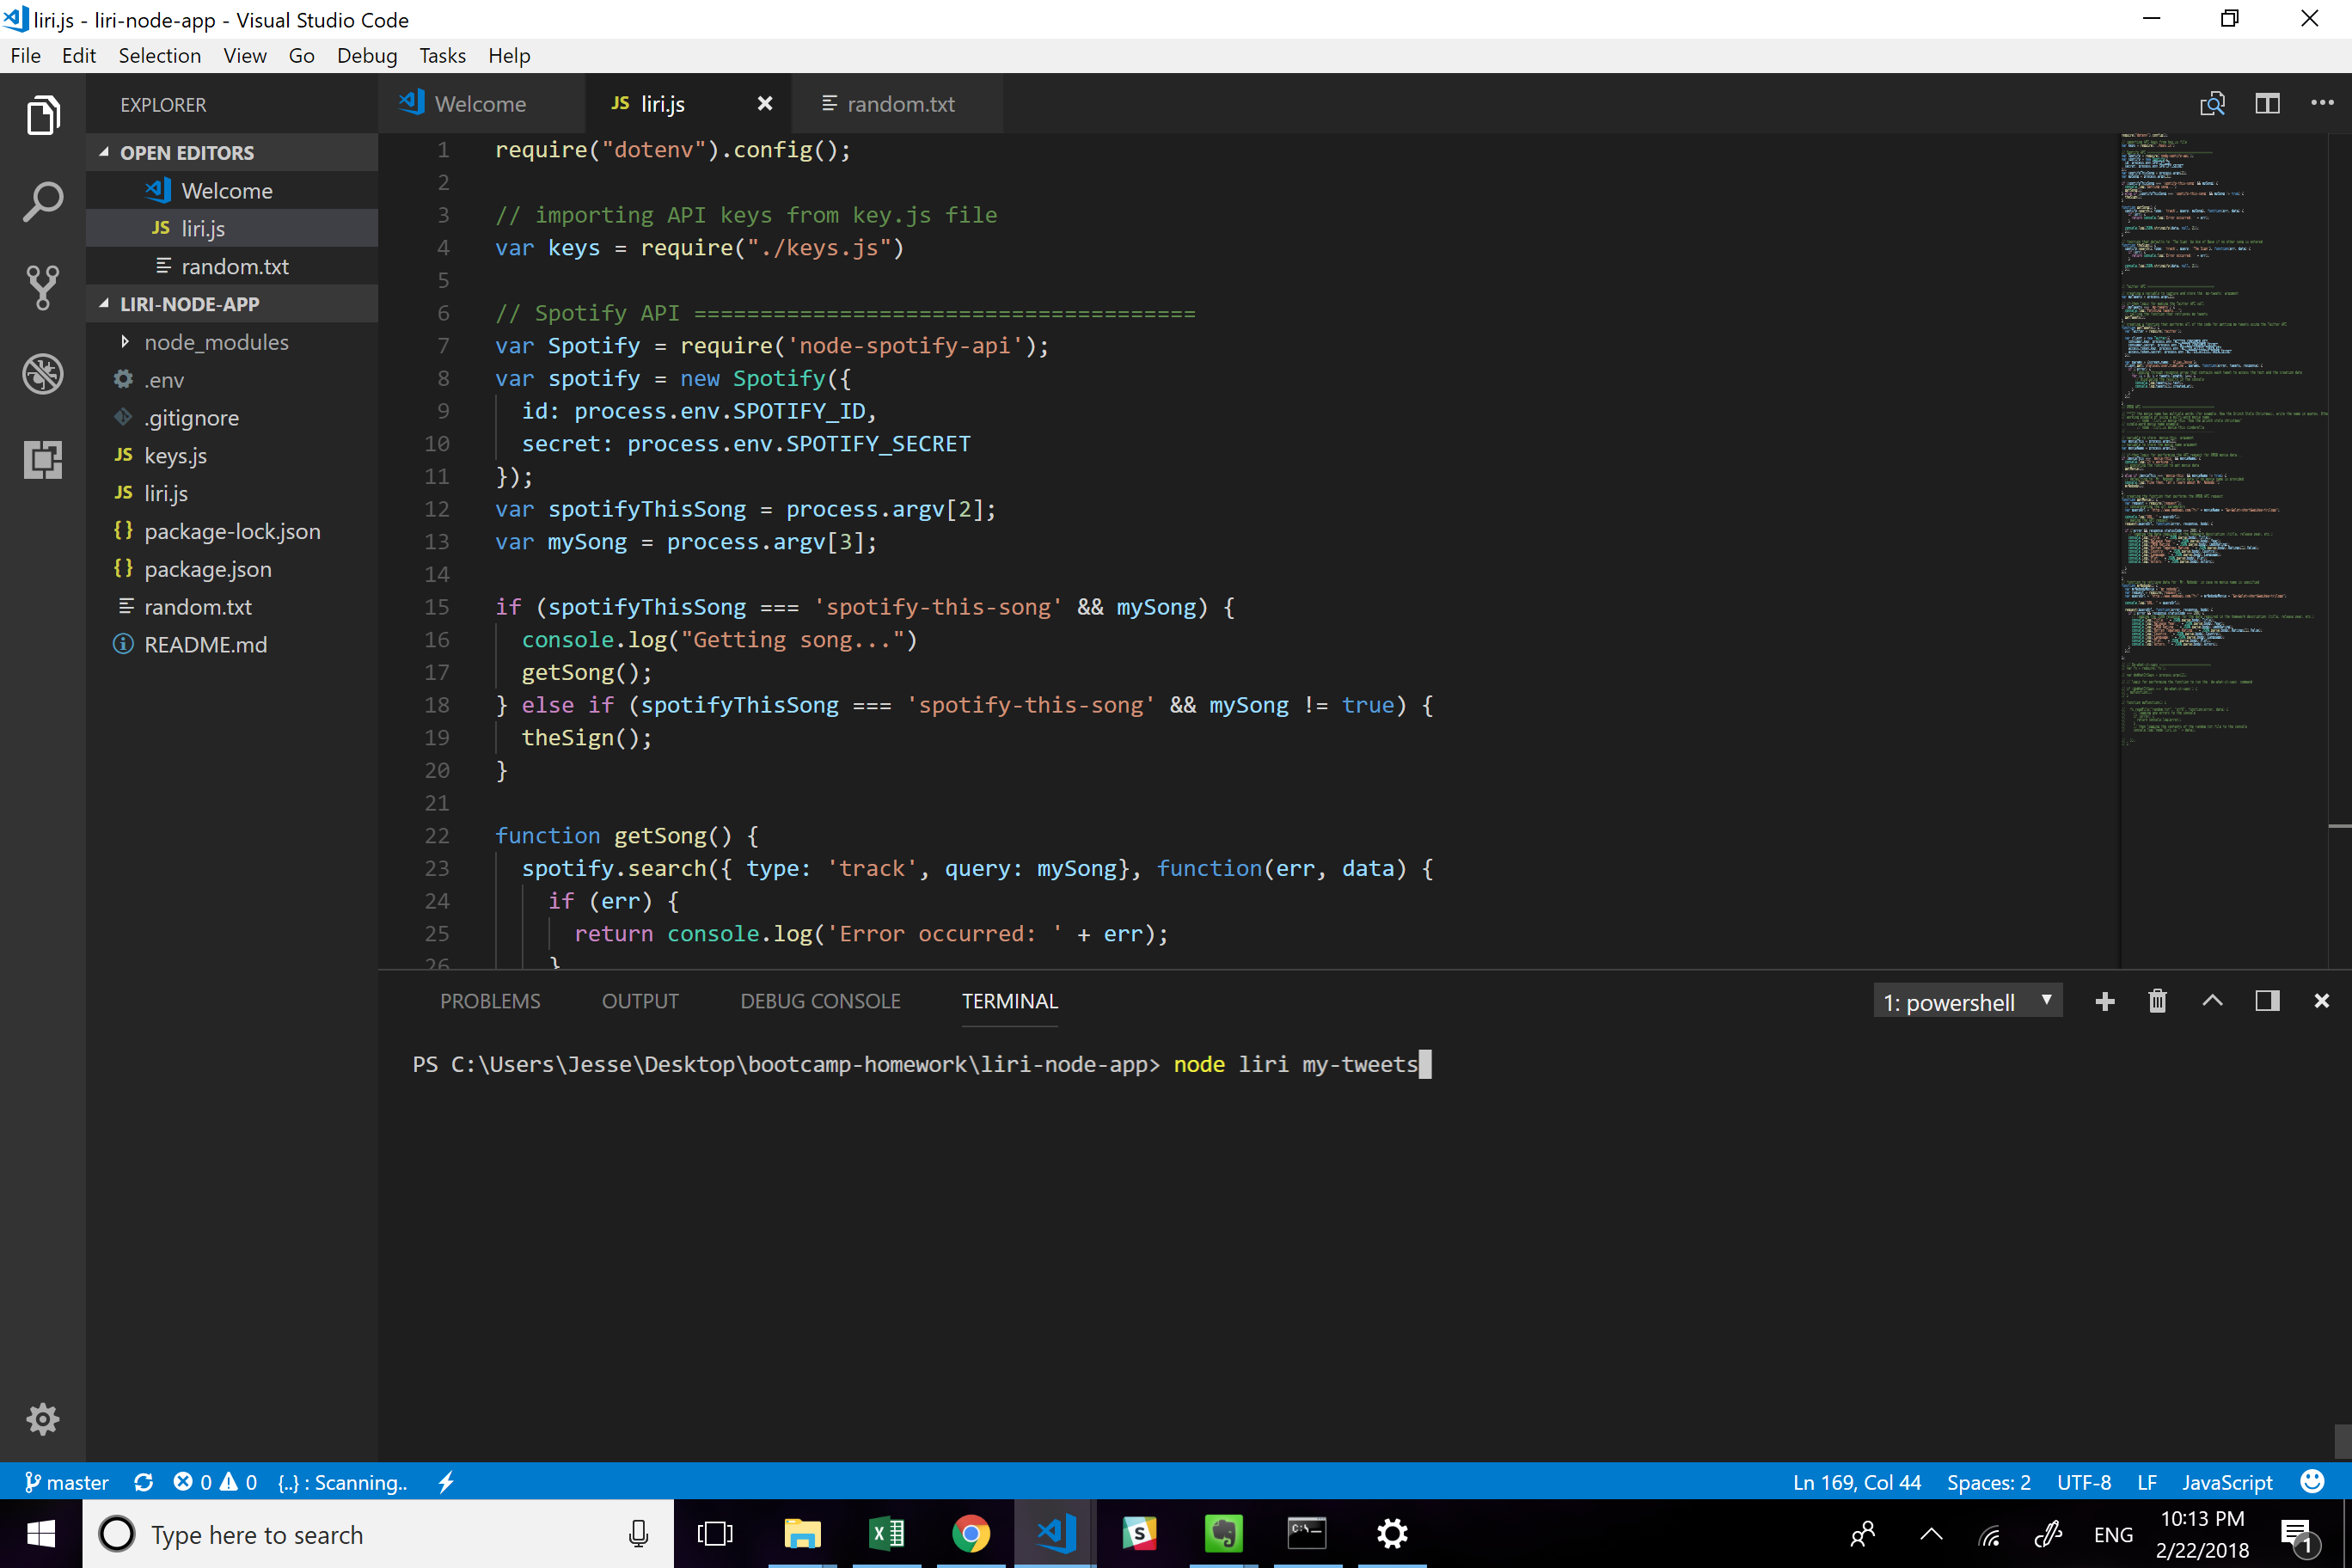 liri.js - liri-node-app - Visual Studio Code
File Edit Selection View Go Debug Tasks Help
EXPLORER
OPEN EDITORS
Welcome
JS liri.js
random.txt
LIRI-NODE-APP
node_modules
.env
.gitignore
JS keys.js
JS liri.js
{} package-lock.json
{} package.json
random.txt
README.md
Welcome
JS liri.js
random.txt
1 require("dotenv").config();
2
3 // importing API keys from key.js file
4 var keys = require("./keys.js")
5
6 // Spotify API ======================================
7 var Spotify = require('node-spotify-api');
8 var spotify = new Spotify({
9 id: process.env.SPOTIFY_ID,
10 secret: process.env.SPOTIFY_SECRET
11 });
12 var spotifyThisSong = process.argv[2];
13 var mySong = process.argv[3];
14
15 if (spotifyThisSong === 'spotify-this-song' && mySong) {
16 console.log("Getting song...")
17 getSong();
18 } else if (spotifyThisSong === 'spotify-this-song' && mySong != true) {
19 theSign();
20 }
21
22 function getSong() {
23 spotify.search({ type: 'track', query: mySong}, function(err, data) {
24 if (err) {
25 return console.log('Error occurred: ' + err);
26 }
PROBLEMS OUTPUT DEBUG CONSOLE TERMINAL
1: powershell
PS C:\Users\Jesse\Desktop\bootcamp-homework\liri-node-app> node liri my-tweets
master 0 0 {..} : Scanning..
Ln 169, Col 44 Spaces: 2 UTF-8 LF JavaScript
Type here to search
ENG
10:13 PM
2/22/2018
1